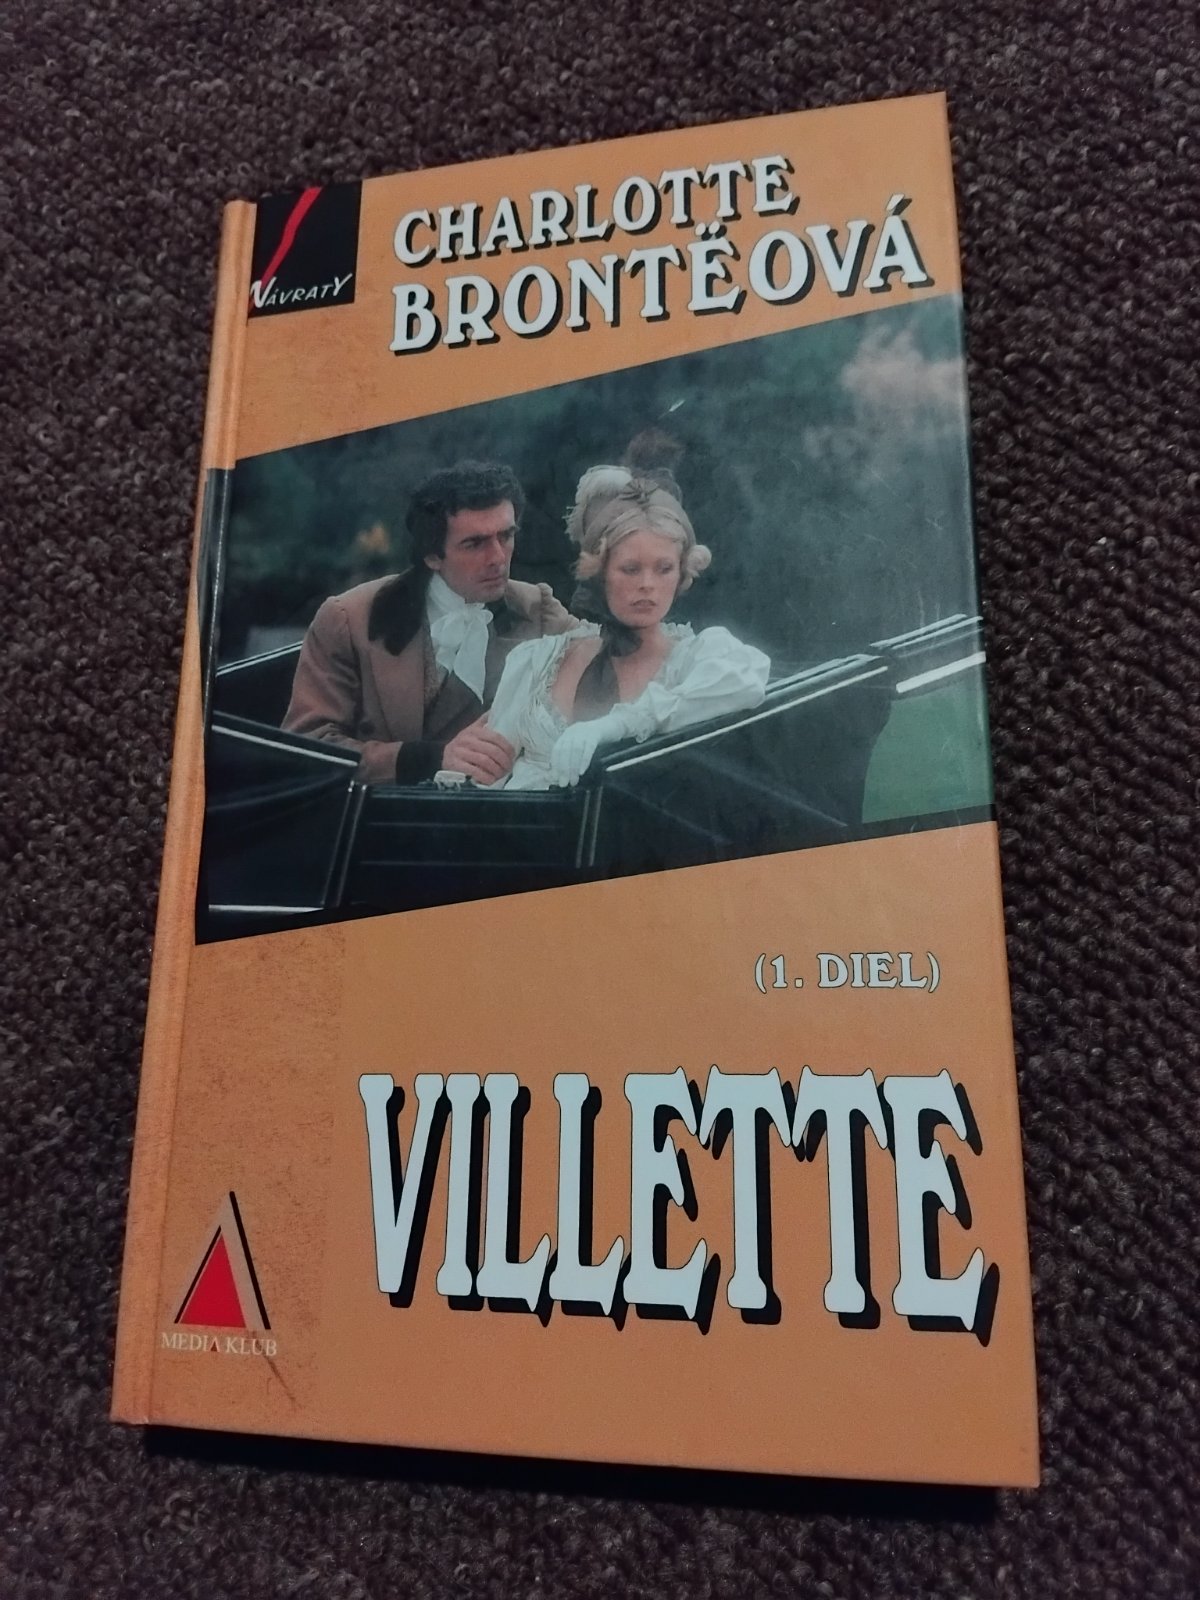 NÁVRATY
CHARLOTTE
BRONTËOVÁ
(1. DIEL)
VILLETTE
MEDIA KLUB